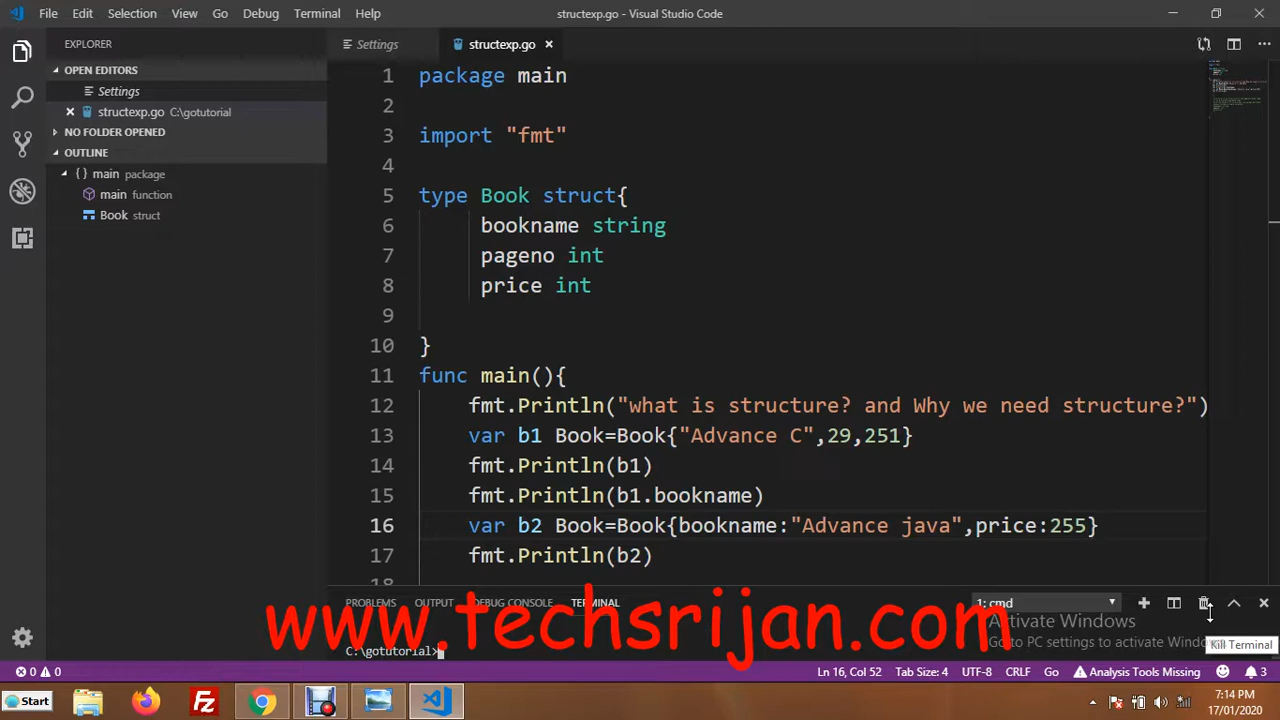 File Edit Selection View Go Debug Terminal Help structexp.go - Visual Studio Code
EXPLORER
OPEN EDITORS
Settings
structexp.go C:\gotutorial
NO FOLDER OPENED
OUTLINE
{ } main package
main function
Book struct
Settings structexp.go
1 package main
2
3 import "fmt"
4
5 type Book struct{
6 bookname string
7 pageno int
8 price int
9
10 }
11 func main(){
12 fmt.Println("what is structure? and Why we need structure?")
13 var b1 Book=Book{"Advance C",29,251}
14 fmt.Println(b1)
15 fmt.Println(b1.bookname)
16 var b2 Book=Book{bookname:"Advance java",price:255}
17 fmt.Println(b2)
18
PROBLEMS OUTPUT DEBUG CONSOLE TERMINAL 1: cmd
www.techsrijan.com
Activate Windows
Go to PC settings to activate
Kill Terminal
C:\gotutorial>
0 0 Ln 16, Col 52 Tab Size: 4 UTF-8 CRLF Go Analysis Tools Missing 3
Start 7:14 PM
17/01/2020